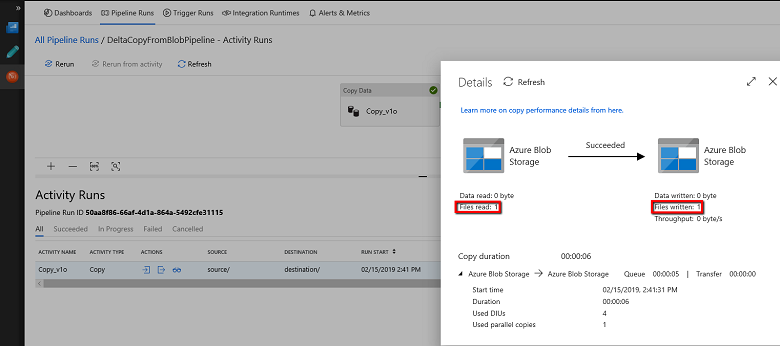 Dashboards Pipeline Runs Trigger Runs Integration Runtimes Alerts & Metrics
All Pipeline Runs / DeltaCopyFromBlobPipeline - Activity Runs
Rerun Rerun from activity Refresh
Copy Data
Copy_v1o
Activity Runs
Pipeline Run ID 50aa8f86-66af-4d1a-864a-5492cfe31115
All Succeeded In Progress Failed Cancelled
ACTIVITY NAME ACTIVITY TYPE ACTIONS SOURCE DESTINATION RUN START
Copy_v1o Copy source/ destination/ 02/15/2019 2:41 PM
Details Refresh
Learn more on copy performance details from here.
Azure Blob Storage
Succeeded
Azure Blob Storage
Data read: 0 byte
Files read: 1
Data written: 0 byte
Files written: 1
Throughput: 0 byte/s
Copy duration 00:00:06
Azure Blob Storage → Azure Blob Storage Queue 00:00:05 | Transfer 00:00:00
Start time 02/15/2019, 2:41:31 PM
Duration 00:00:06
Used DIUs 4
Used parallel copies 1